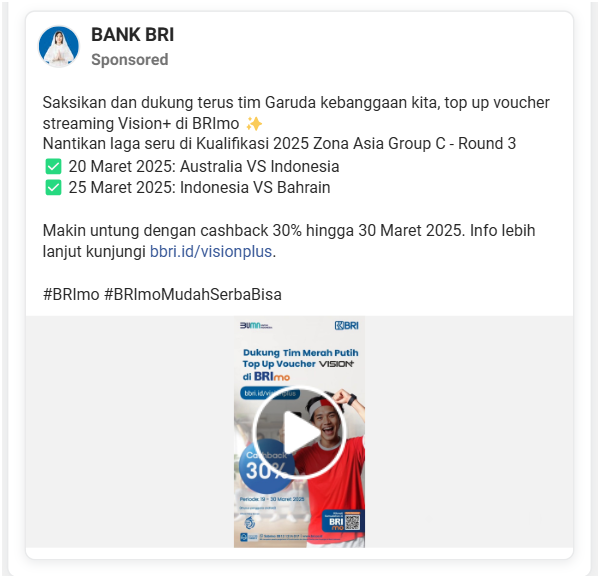 BANK BRI
Sponsored
Saksikan dan dukung terus tim Garuda kebanggaan kita, top up voucher
streaming Vision+ di BRImo ✨
Nantikan laga seru di Kualifikasi 2025 Zona Asia Group C - Round 3
✅ 20 Maret 2025: Australia VS Indonesia
✅ 25 Maret 2025: Indonesia VS Bahrain
Makin untung dengan cashback 30% hingga 30 Maret 2025. Info lebih
lanjut kunjungi bbri.id/visionplus.
#BRImo #BRImoMudahSerbaBisa
BUMN
BRI
Dukung Tim Merah Putih
Top Up Voucher VISION+
di BRImo
bbri.id/visionplus
Cashback
30%
Periode: 19 - 30 Maret 2025
BRI
mo